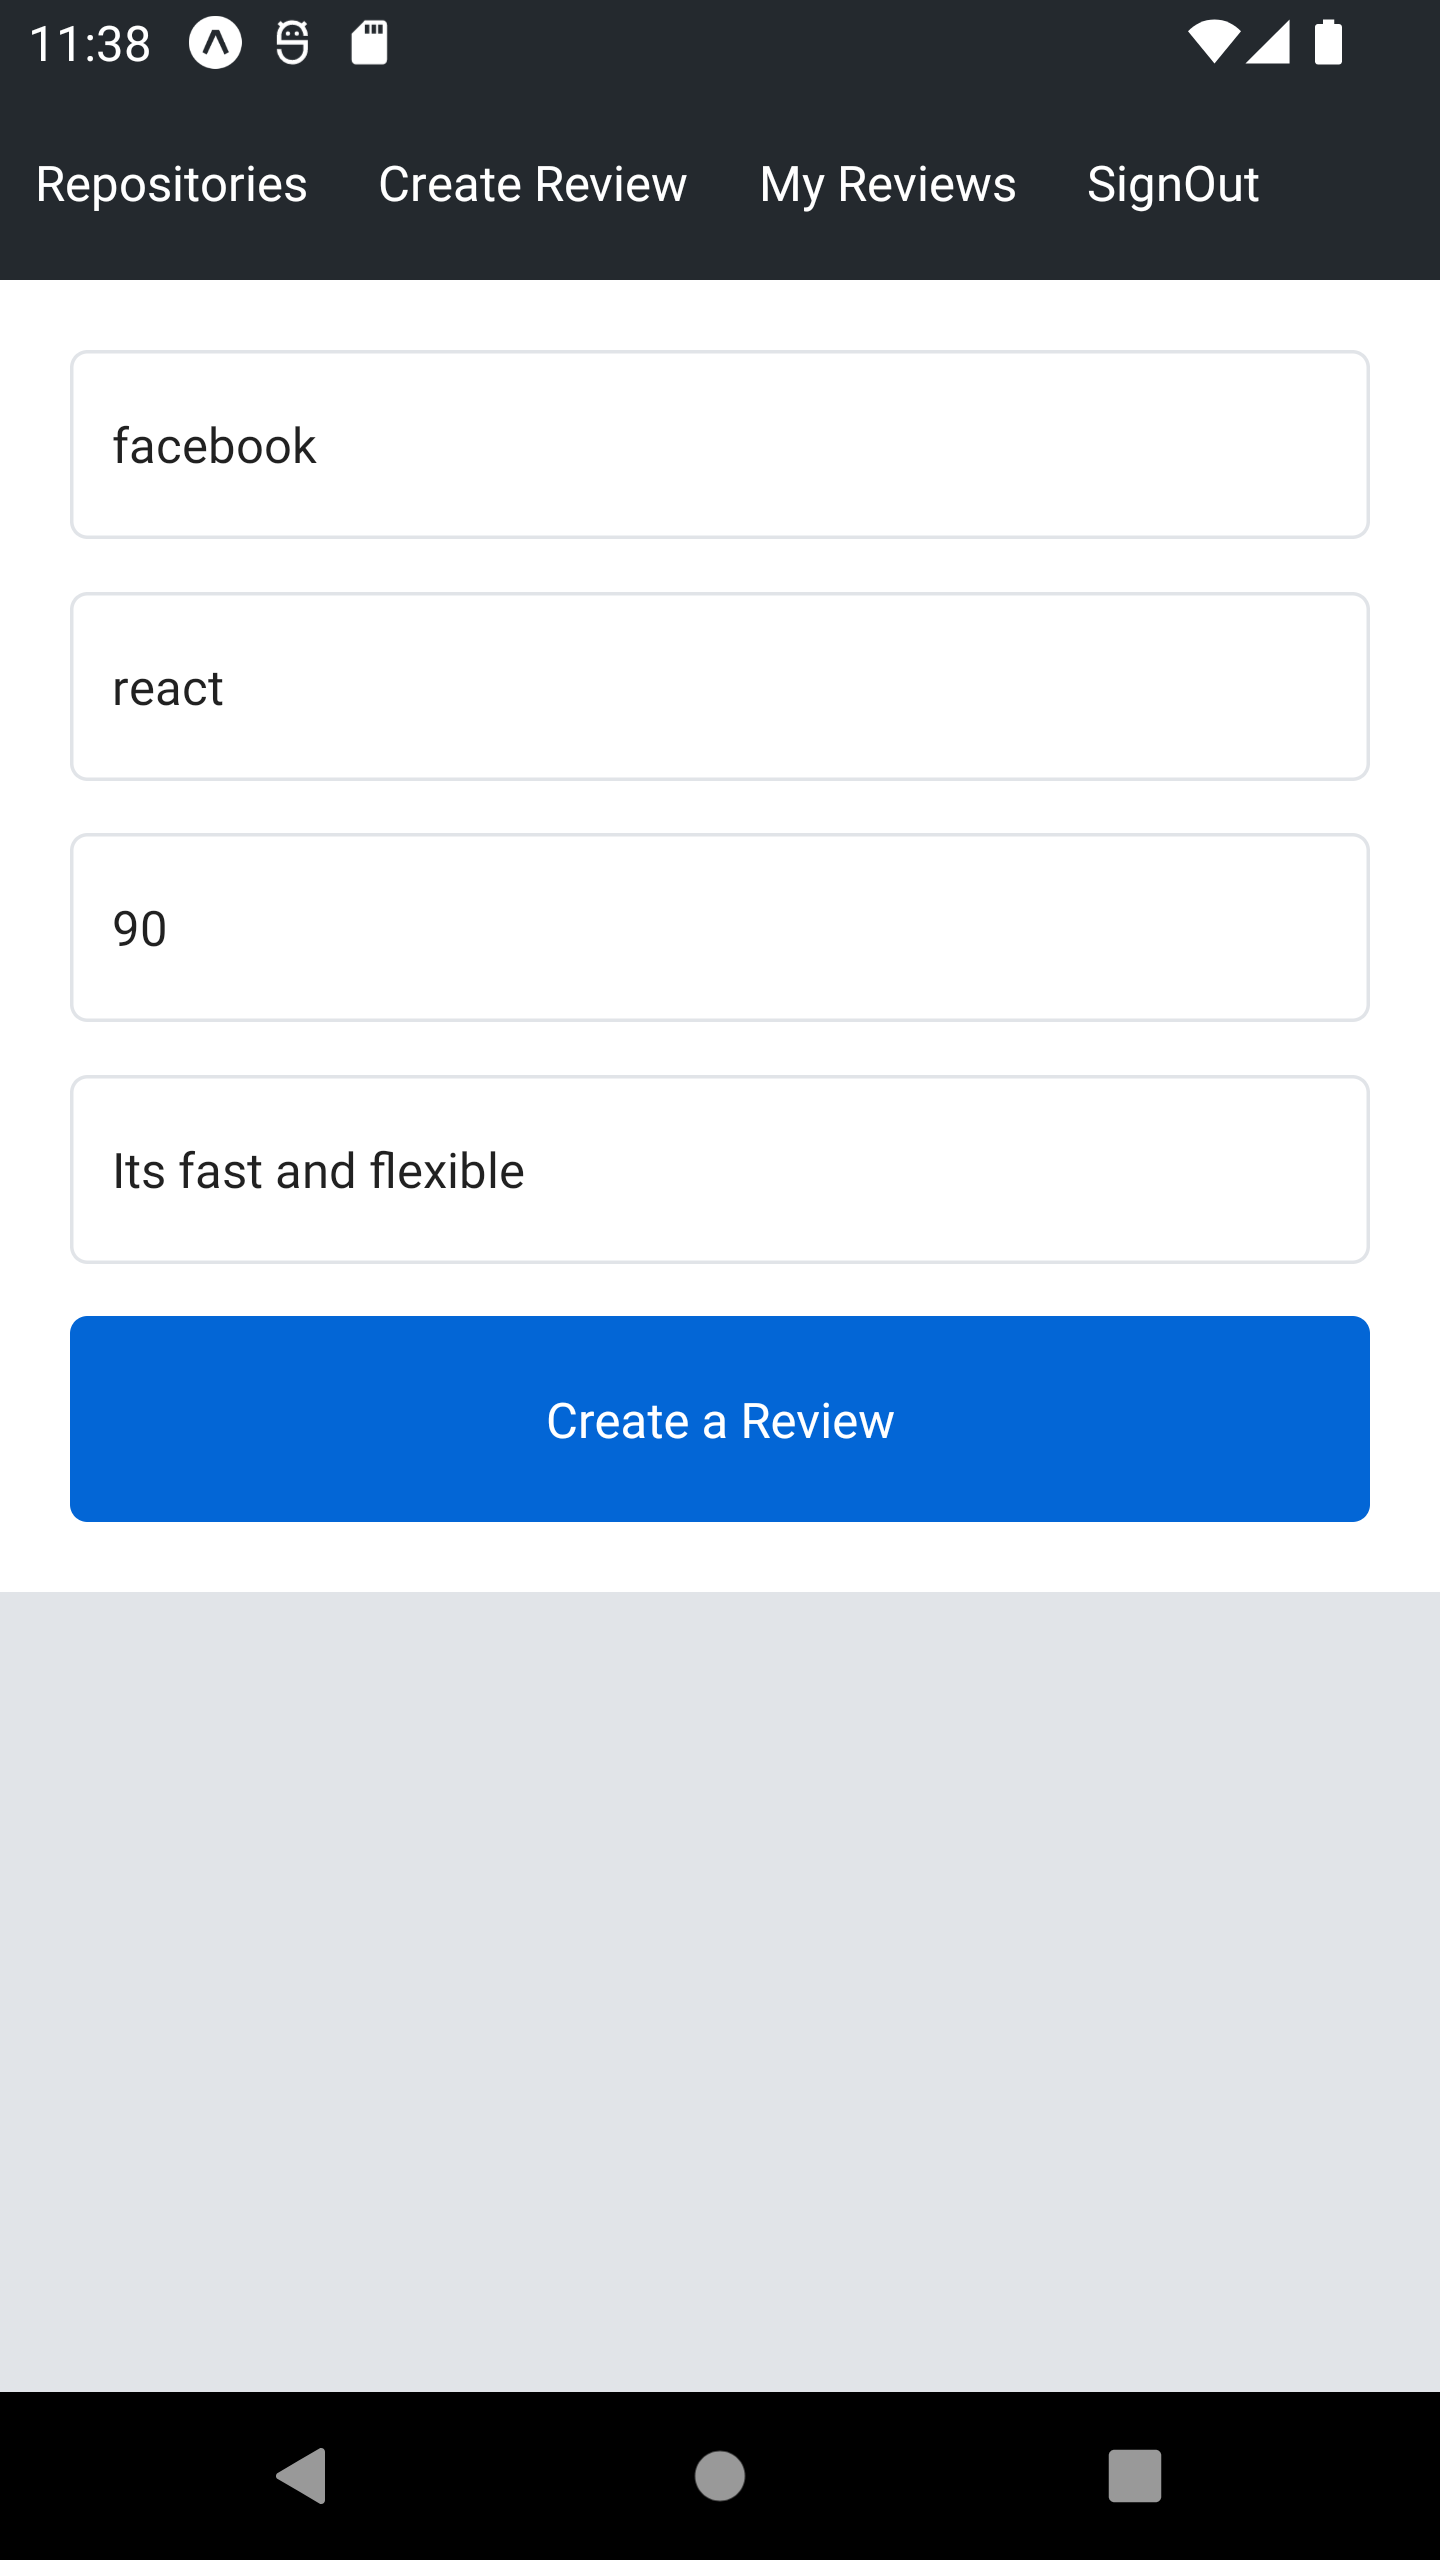 11:38
Repositories Create Review My Reviews SignOut
facebook
react
90
Its fast and flexible
Create a Review